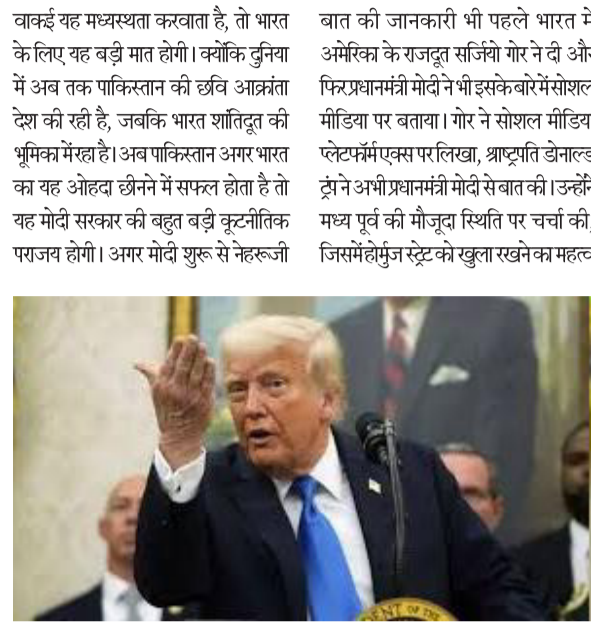 वाकई यह मध्यस्थता करवाता है, तो भारत
के लिए यह बड़ी मात होगी। क्योंकि दुनिया
में अब तक पाकिस्तान की छवि आक्रांता
देश की रही है, जबकि भारत शांतिदूत की
भूमिका में रहा है। अब पाकिस्तान अगर भारत
का यह ओहदा छीनने में सफल होता है तो
यह मोदी सरकार की बहुत बड़ी कूटनीतिक
पराजय होगी। अगर मोदी शुरू से नेहरूजी
बात की जानकारी भी पहले भारत में
अमेरिका के राजदूत सर्जियो गोर ने दी और
फिर प्रधानमंत्री मोदी ने भी इसके बारे में सोशल
मीडिया पर बताया। गोर ने सोशल मीडिया
प्लेटफॉर्म एक्स पर लिखा, श्राष्ट्रपति डोनाल्ड
ट्रंप ने अभी प्रधानमंत्री मोदी से बात की। उन्होंने
मध्य पूर्व की मौजूदा स्थिति पर चर्चा की,
जिसमें होर्मुज स्ट्रेट को खुला रखने का महत्व
DENT OF THE